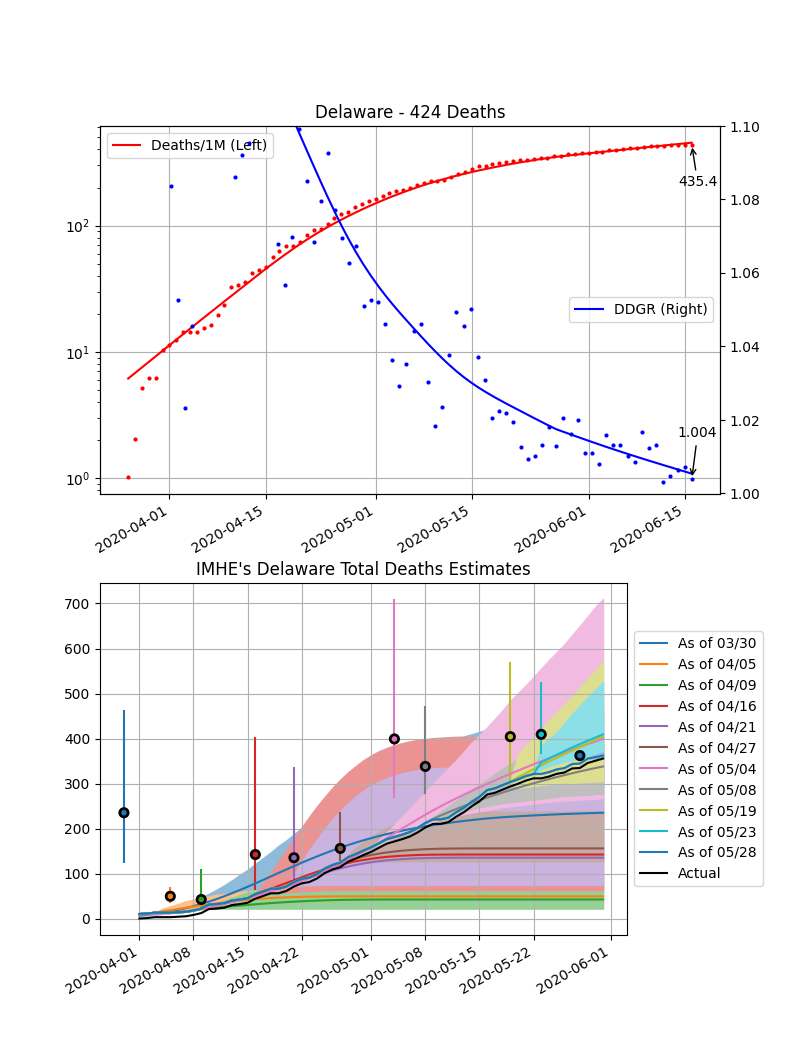 Delaware - 424 Deaths
Deaths/1M (Left)
DDGR (Right)
435.4
1.004
10²
10¹
10⁰
1.10
1.08
1.06
1.04
1.02
1.00
2020-04-01
2020-04-15
2020-05-01
2020-05-15
2020-06-01
2020-06-15
IMHE's Delaware Total Deaths Estimates
700
600
500
400
300
200
100
0
2020-04-01
2020-04-08
2020-04-15
2020-04-22
2020-05-01
2020-05-08
2020-05-15
2020-05-22
2020-06-01
As of 03/30
As of 04/05
As of 04/09
As of 04/16
As of 04/21
As of 04/27
As of 05/04
As of 05/08
As of 05/19
As of 05/23
As of 05/28
Actual